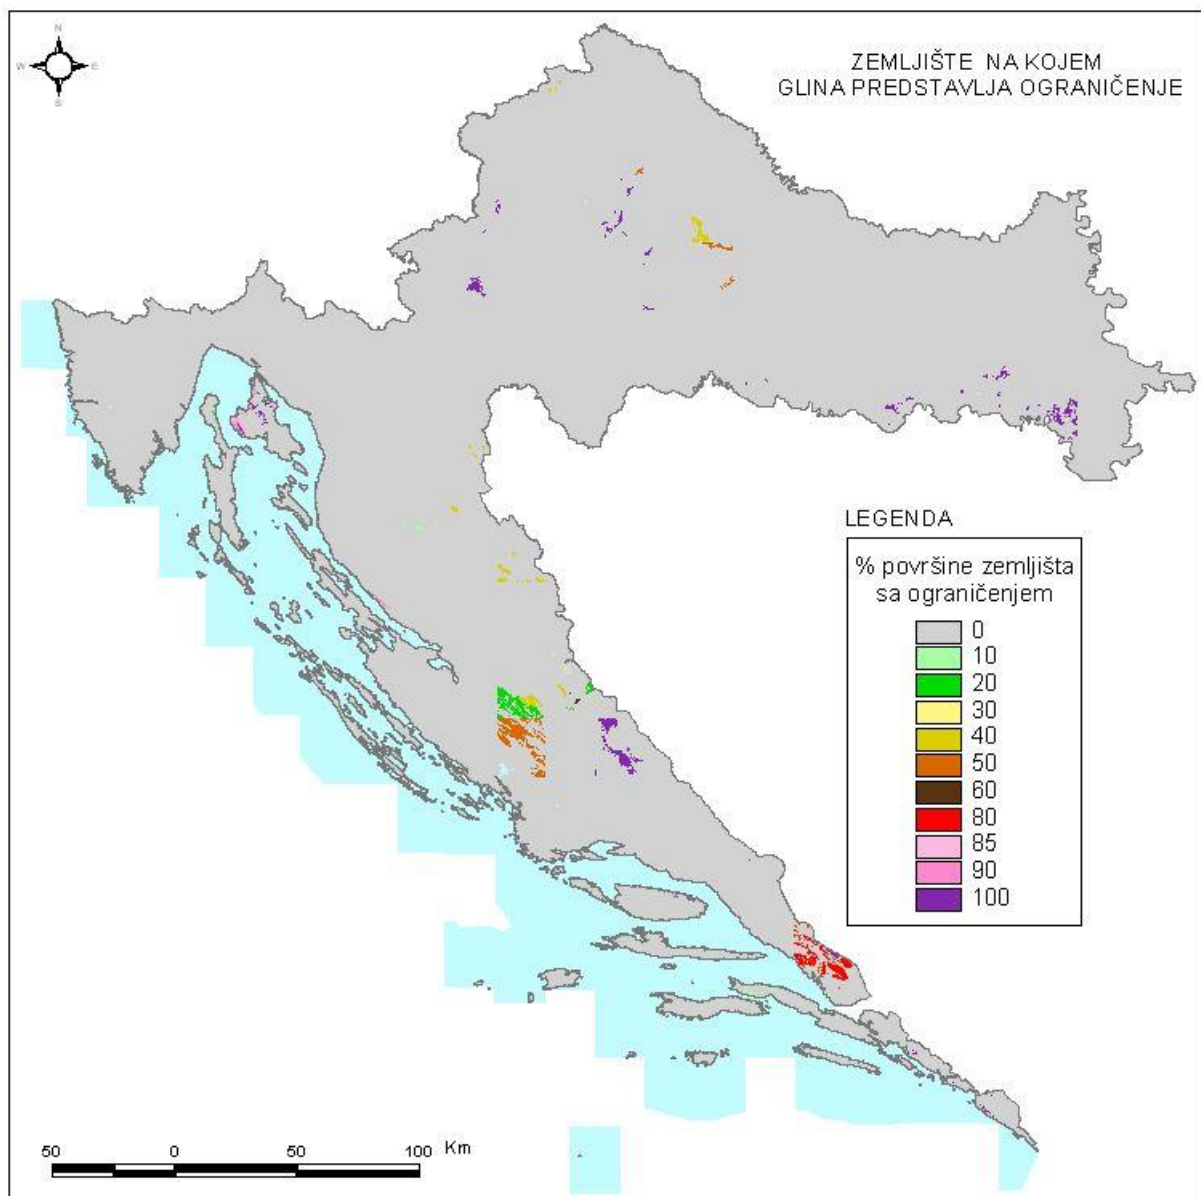 N
W E
S
ZEMLJIŠTE NA KOJEM
GLINA PREDSTAVLJA OGRANIČENJE
LEGENDA
% površine zemljišta
sa ograničenjem
0
10
20
30
40
50
60
80
85
90
100
50 0 50 100 Km